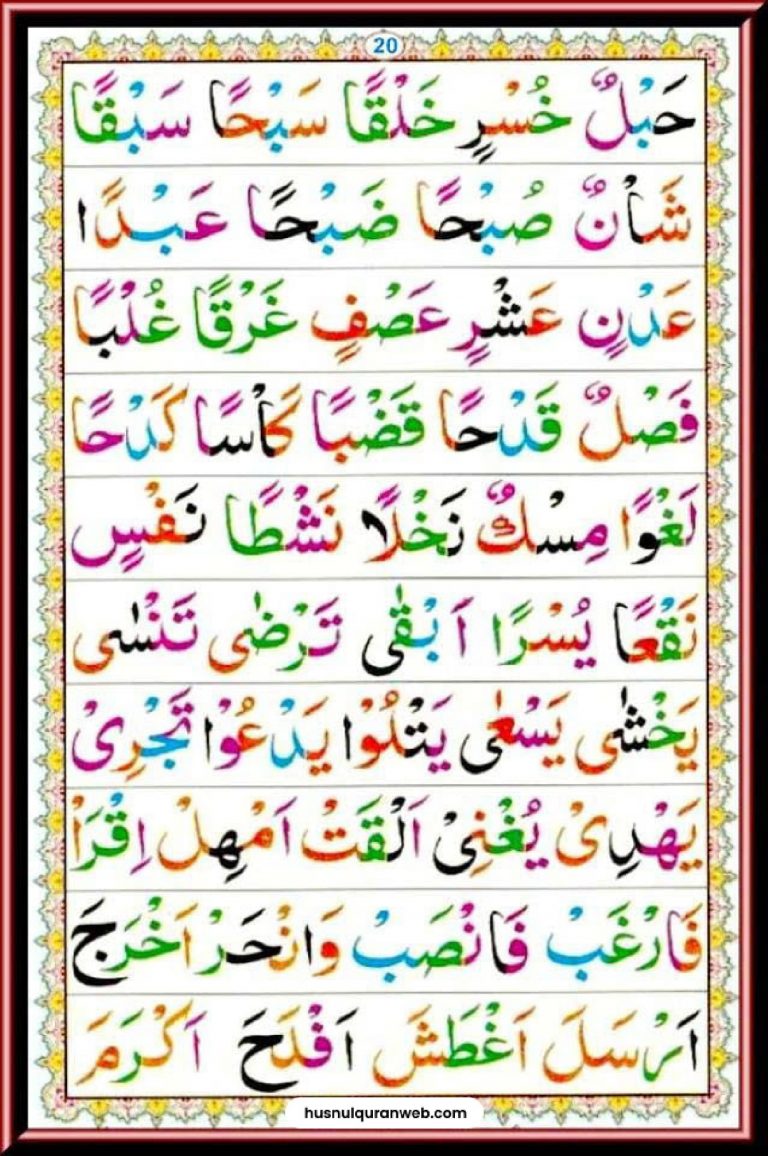 20
حَبْلٌ خُسْرٍ خَلْقًا سَبْحًا سَبْقًا
شَأْنٌ صُبْحًا ضَبْحًا عَبْدًا
عَدْنٍ عَشْرٍ عَصْفٍ غَرْقًا غُلْبًا
فَصْلٌ قَدْحًا قَضْبًا كَأْسًا كَدْحًا
لَغْوًا مِسْكٌ نَخْلًا نَشْطًا نَفْسٍ
نَقْعًا يُسْرًا اَبْقٰى تَرْضٰى تَنْسٰى
يَخْشٰى يَسْعٰى يَتْلُوْا يَدْعُوْا تَجْرِىْ
يَهْدِىْ يُغْنِىْ اَلْقَتْ اَمْهِلْ اِقْرَاْ
فَارْغَبْ فَانْصَبْ وَانْحَرْ اَخْرَجَ
اَرْسَلَ اَغْطَشَ اَفْلَحَ اَكْرَمَ
husnulquranweb.com